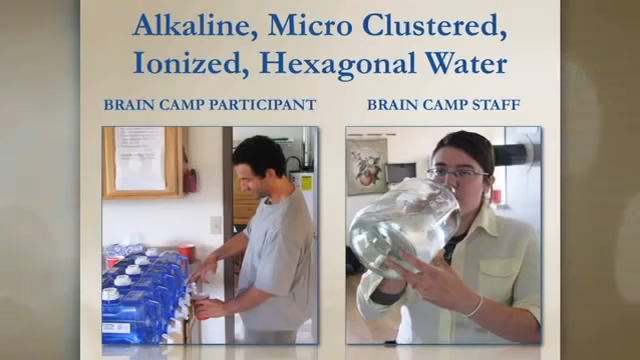 Alkaline, Micro Clustered,
Ionized, Hexagonal Water
BRAIN CAMP PARTICIPANT
BRAIN CAMP STAFF